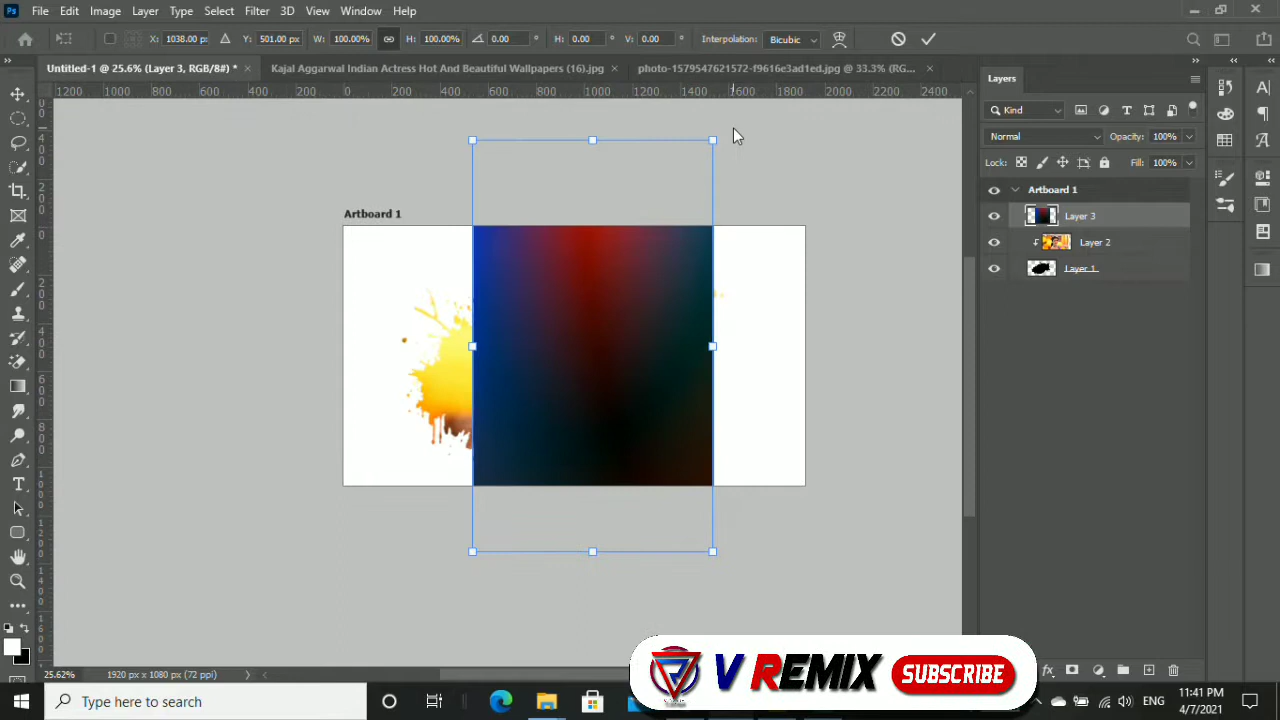 Ps File Edit Image Layer Type Select Filter 3D View Window Help
X: 1038.00 px Y: 501.00 px W: 100.00% H: 100.00% 0.00 ° H: 0.00 ° V: 0.00 ° Interpolation: Bicubic
Untitled-1 @ 25.6% (Layer 3, RGB/8#) * × Kajal Aggarwal Indian Actress Hot And Beautiful Wallpapers (16).jpg × photo-1579547621572-f9616e3ad1ed.jpg @ 33.3% (RG... ×
Layers
1200 1000 800 600 400 200 0 200 400 600 800 1000 1200 1400 1600 1800 2000 2200 2400
Kind
Normal Opacity: 100%
Lock: Fill: 100%
Artboard 1
Layer 3
Layer 2
Layer 1
Artboard 1
25.62% 1920 px x 1080 px (72 ppi)
V REMIX SUBSCRIBE
Type here to search
ENG
11:41 PM
4/7/2021